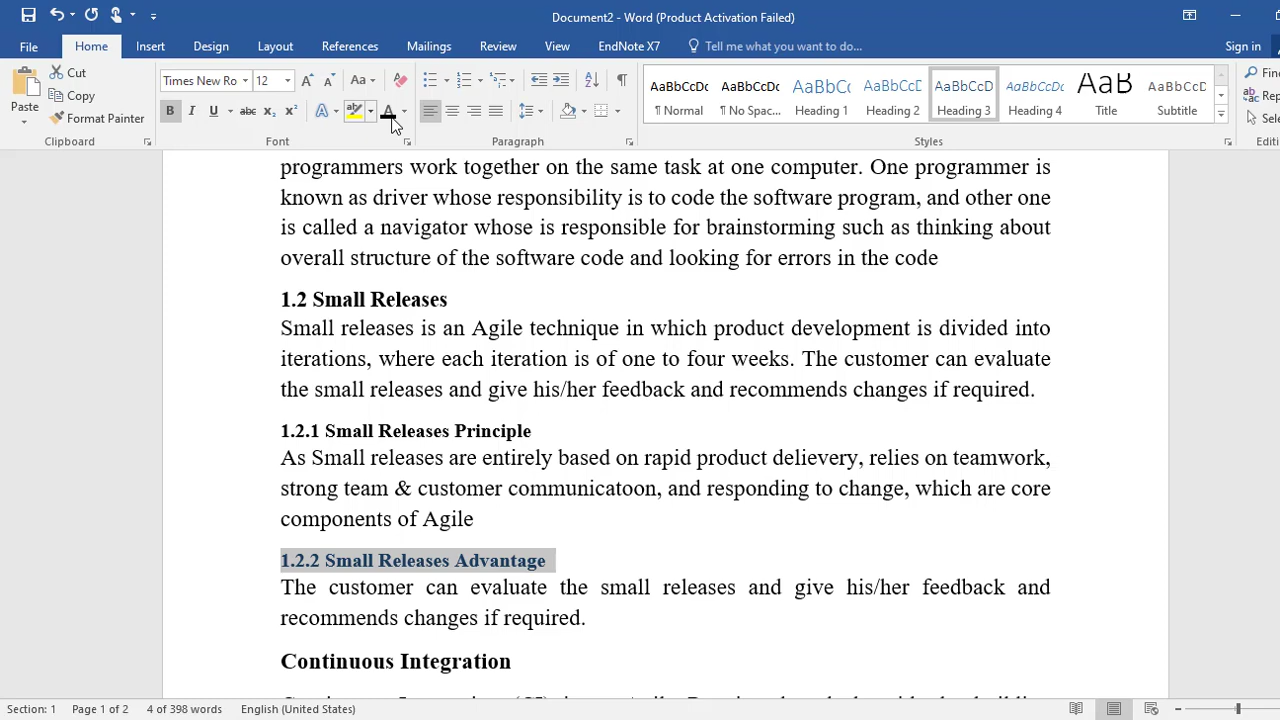 Document2 - Word (Product Activation Failed)
File Home Insert Design Layout References Mailings Review View EndNote X7 Tell me what you want to do... Sign in
Paste Cut Copy Format Painter
Clipboard
Times New Ro 12 Aa
B I U abc x₂ x² A aby A
Font
Paragraph
AaBbCcDc AaBbCcDc AaBbC AaBbCcD AaBbCcD AaBbCcD AaB AaBbCcD
¶ Normal ¶ No Spac... Heading 1 Heading 2 Heading 3 Heading 4 Title Subtitle
Styles
programmers work together on the same task at one computer. One programmer is
known as driver whose responsibility is to code the software program, and other one
is called a navigator whose is responsible for brainstorming such as thinking about
overall structure of the software code and looking for errors in the code
1.2 Small Releases
Small releases is an Agile technique in which product development is divided into
iterations, where each iteration is of one to four weeks. The customer can evaluate
the small releases and give his/her feedback and recommends changes if required.
1.2.1 Small Releases Principle
As Small releases are entirely based on rapid product delievery, relies on teamwork,
strong team & customer communicatoon, and responding to change, which are core
components of Agile
1.2.2 Small Releases Advantage
The customer can evaluate the small releases and give his/her feedback and
recommends changes if required.
Continuous Integration
Section: 1 Page 1 of 2 4 of 398 words English (United States)